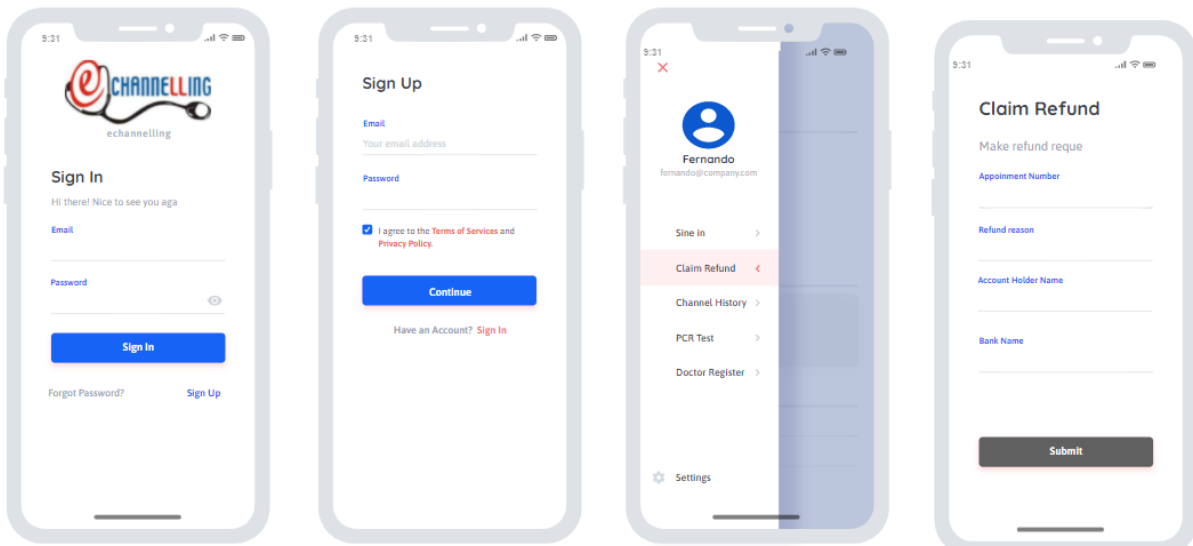 9:31
e CHANNELLING
echannelling
Sign In
Hi there! Nice to see you aga
Email
Password
Sign In
Forgot Password?
Sign Up
9:31
Sign Up
Email
Your email address
Password
I agree to the Terms of Services and
Privacy Policy.
Continue
Have an Account? Sign In
9:31
Fernando
fernando@company.com
Sine in
Claim Refund
Channel History
PCR Test
Doctor Register
Settings
9:31
Claim Refund
Make refund reque
Appoinment Number
Refund reason
Account Holder Name
Bank Name
Submit